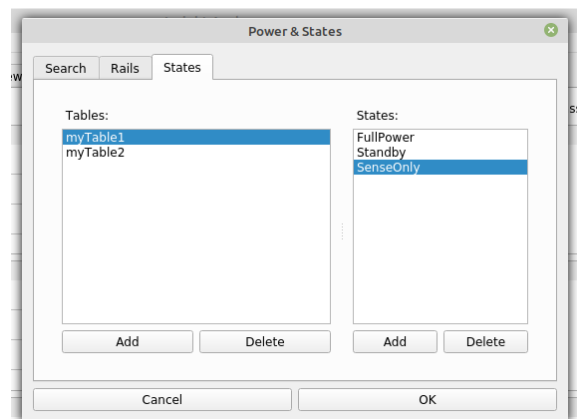 Power & States
Search Rails States
Tables: States:
myTable1
myTable2
FullPower
Standby
SenseOnly
Add Delete Add Delete
Cancel OK